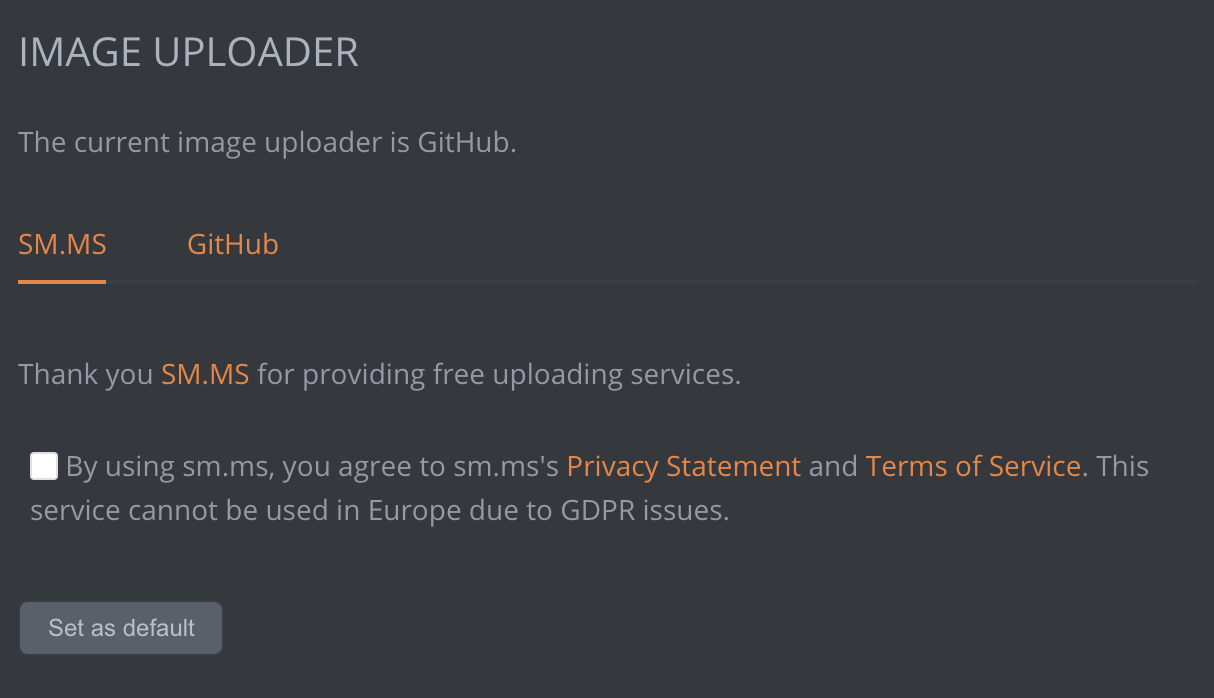 IMAGE UPLOADER
The current image uploader is GitHub.
SM.MS GitHub
Thank you SM.MS for providing free uploading services.
By using sm.ms, you agree to sm.ms's Privacy Statement and Terms of Service. This
service cannot be used in Europe due to GDPR issues.
Set as default